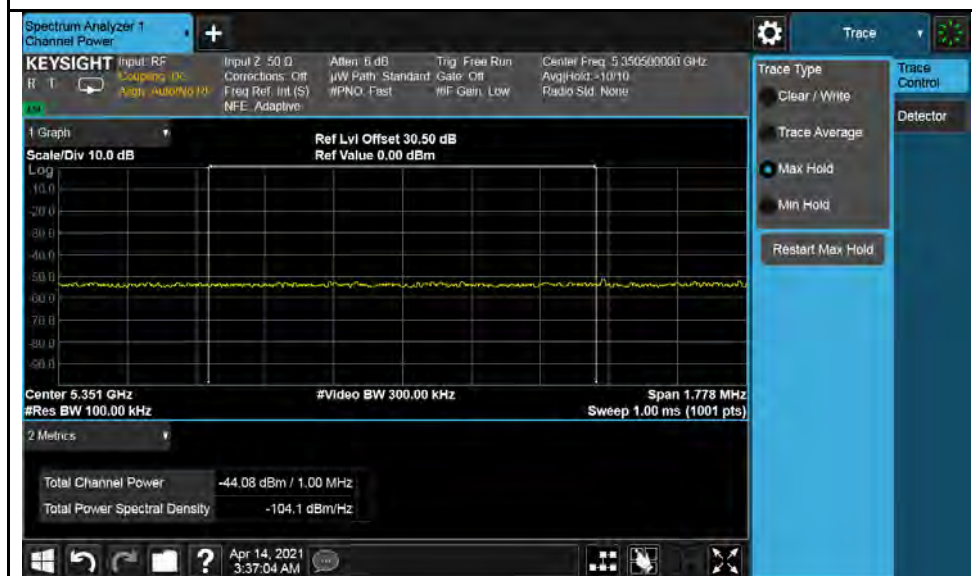 Spectrum Analyzer 1
Channel Power
+
Trace
KEYSIGHT
R T
Input: RF
Coupling: DC
Align: Auto/No RF
Input Z: 50 Ω
Corrections: Off
Freq Ref: Int (S)
NFE: Adaptive
Atten: 6 dB
µW Path: Standard
#PNO: Fast
Trig: Free Run
Gate: Off
#IF Gain: Low
Center Freq: 5.350500000 GHz
Avg|Hold:>10/10
Radio Std: None
Trace Type
Clear / Write
Trace Average
Max Hold
Min Hold
Restart Max Hold
Trace Control
Detector
1 Graph
Scale/Div 10.0 dB
Ref Lvl Offset 30.50 dB
Ref Value 0.00 dBm
Log
-10.0
-20.0
-30.0
-40.0
-50.0
-60.0
-70.0
-80.0
-90.0
Center 5.351 GHz
#Res BW 100.00 kHz
#Video BW 300.00 kHz
Span 1.778 MHz
Sweep 1.00 ms (1001 pts)
2 Metrics
Total Channel Power
-44.08 dBm / 1.00 MHz
Total Power Spectral Density
-104.1 dBm/Hz
?
Apr 14, 2021
3:37:04 AM